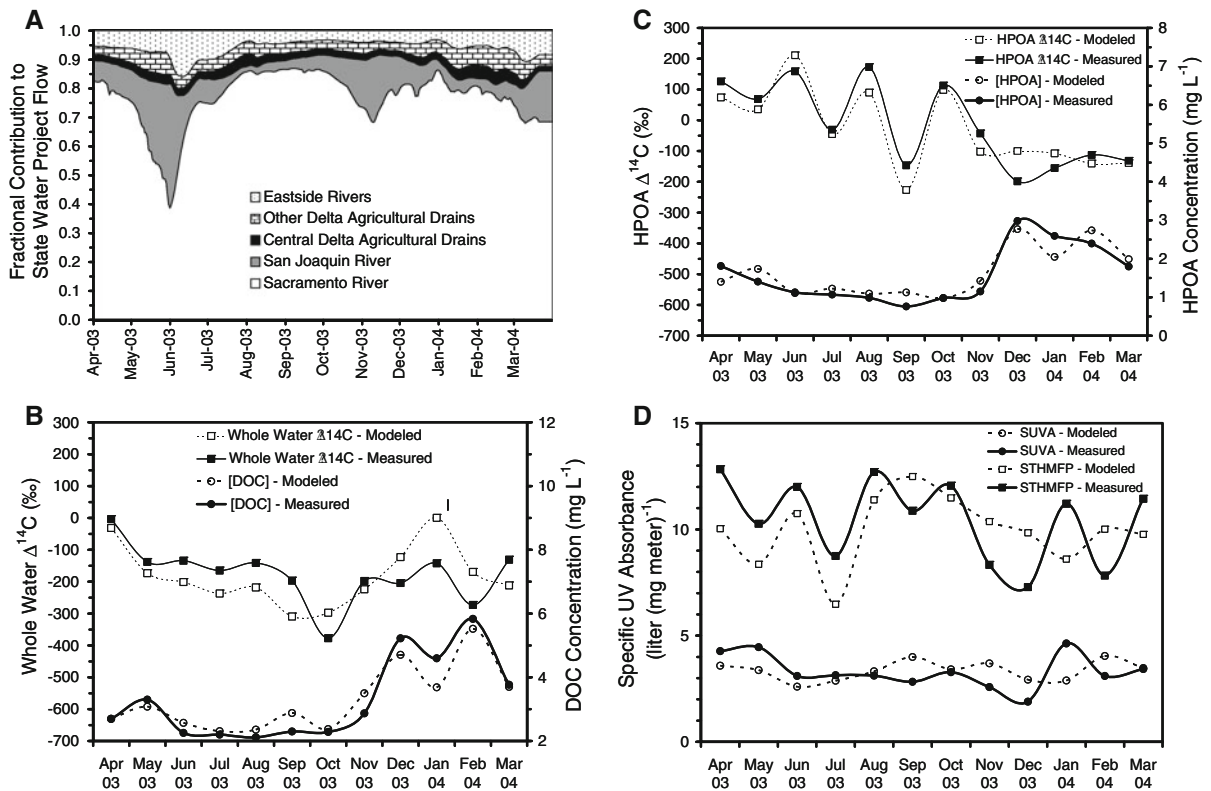 A
Fractional Contribution to
State Water Project Flow
1.0
0.9
0.8
0.7
0.6
0.5
0.4
0.3
0.2
0.1
0.0
Eastside Rivers
Other Delta Agricultural Drains
Central Delta Agricultural Drains
San Joaquin River
Sacramento River
Apr-03
May-03
Jun-03
Jul-03
Aug-03
Sep-03
Oct-03
Nov-03
Dec-03
Jan-04
Feb-04
Mar-04
C
HPOA Δ¹⁴C (‰)
300
200
100
0
-100
-200
-300
-400
-500
-600
-700
HPOA Δ14C - Modeled
HPOA Δ14C - Measured
[HPOA] - Modeled
[HPOA] - Measured
8
7
6
5
4
3
2
1
0
HPOA Concentration (mg L⁻¹)
Apr May Jun Jul Aug Sep Oct Nov Dec Jan Feb Mar
03 03 03 03 03 03 03 03 03 04 04 04
B
Whole Water Δ¹⁴C (‰)
300
200
100
0
-100
-200
-300
-400
-500
-600
-700
Whole Water Δ14C - Modeled
Whole Water Δ14C - Measured
[DOC] - Modeled
[DOC] - Measured
12
10
8
6
4
2
DOC Concentration (mg L⁻¹)
Apr May Jun Jul Aug Sep Oct Nov Dec Jan Feb Mar
03 03 03 03 03 03 03 03 03 04 04 04
D
Specific UV Absorbance
(liter (mg meter)⁻¹)
15
10
5
0
SUVA - Modeled
SUVA - Measured
STHMFP - Modeled
STHMFP - Measured
Apr May Jun Jul Aug Sep Oct Nov Dec Jan Feb Mar
03 03 03 03 03 03 03 03 03 04 04 04